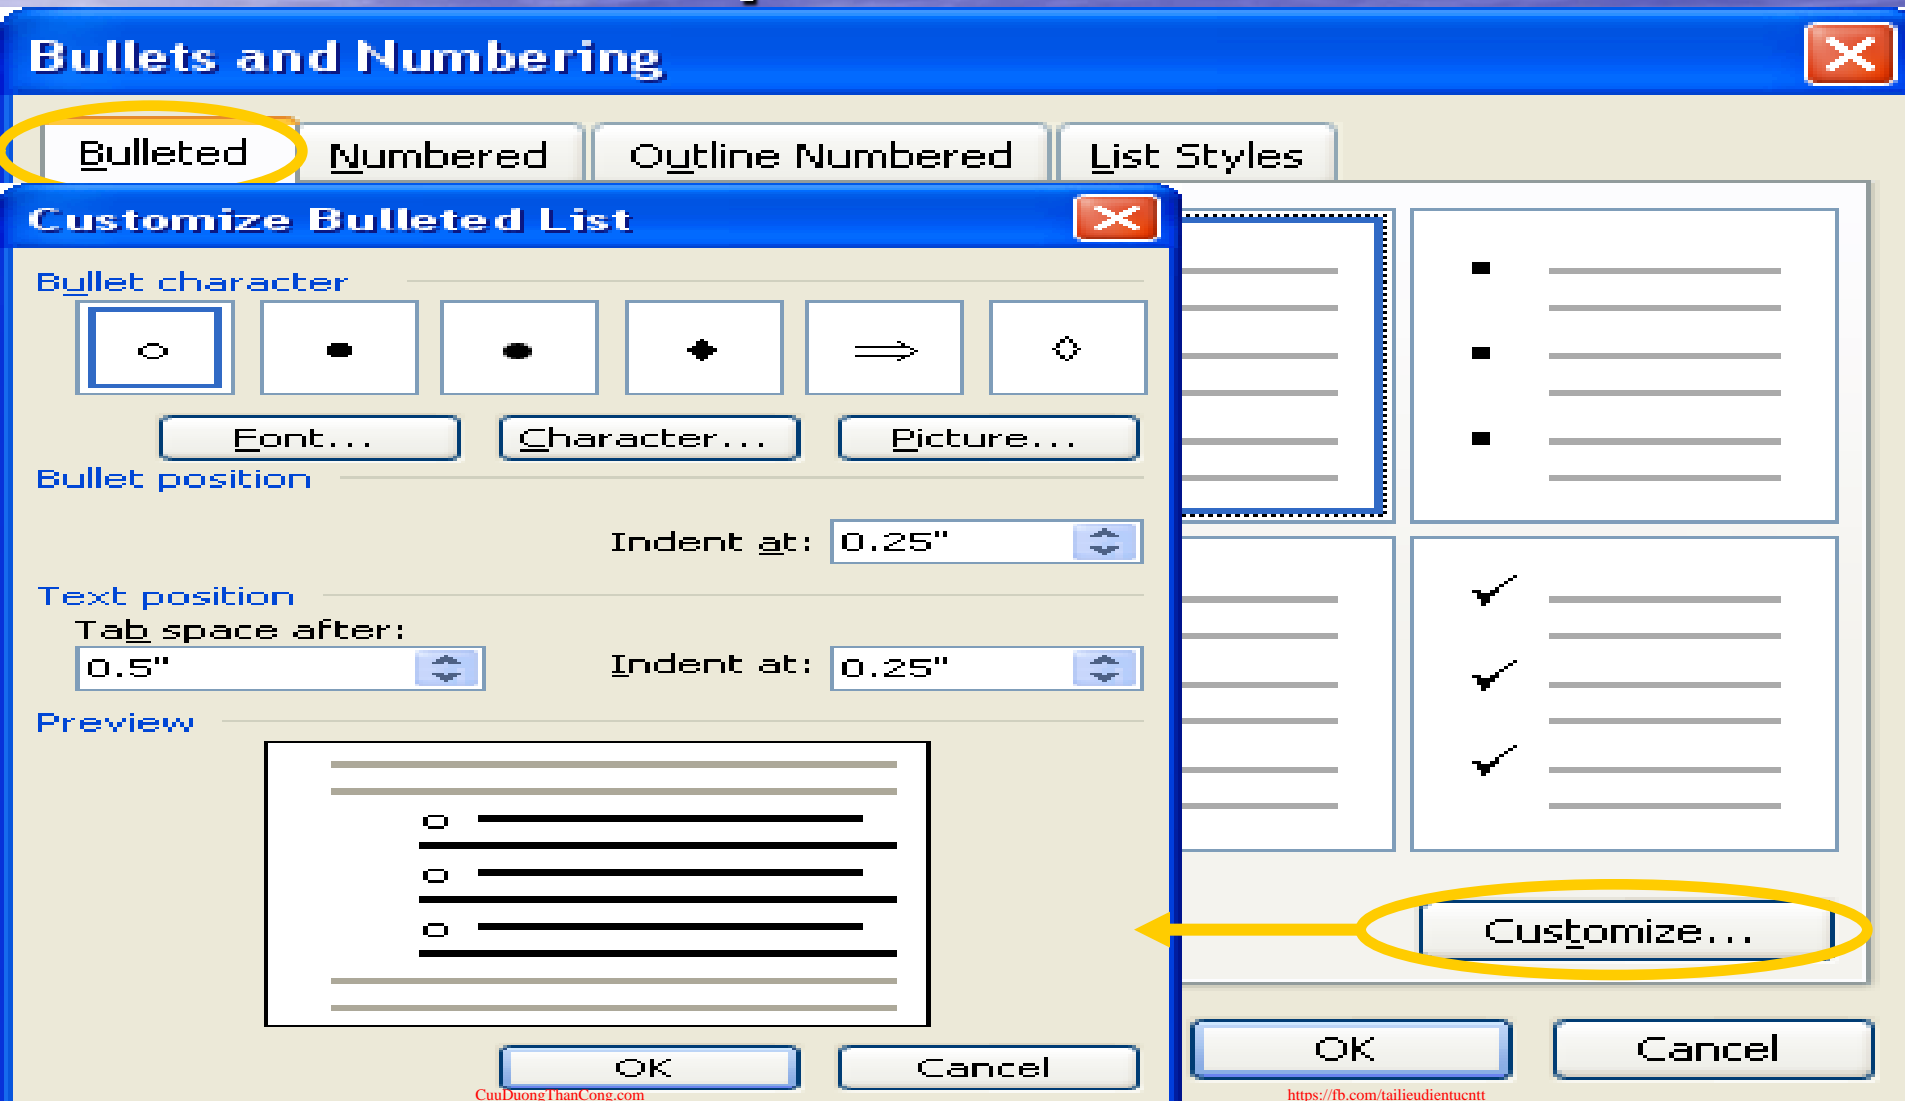 Bullets and Numbering
Bulleted Numbered Outline Numbered List Styles
Customize Bulleted List
Bullet character
Font... Character... Picture...
Bullet position
Indent at: 0.25"
Text position
Tab space after:
0.5" Indent at: 0.25"
Preview
Customize...
OK Cancel
OK Cancel
CuuDuongThanCong.com
https://fb.com/tailieudientucntt